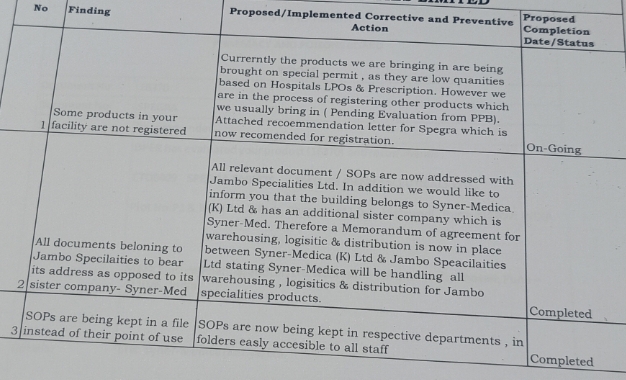 LIMITED
No
Finding
Proposed/Implemented Corrective and Preventive
Action
Proposed
Completion
Date/Status
1
Some products in your
facility are not registered
Currerntly the products we are bringing in are being
brought on special permit , as they are low quanities
based on Hospitals LPOs & Prescription. However we
are in the process of registering other products which
we usually bring in ( Pending Evaluation from PPB).
Attached recoemmendation letter for Spegra which is
now recomended for registration.
On-Going
2
All documents beloning to
Jambo Specilaities to bear
its address as opposed to its
sister company- Syner-Med
All relevant document / SOPs are now addressed with
Jambo Specialities Ltd. In addition we would like to
inform you that the building belongs to Syner-Medica
(K) Ltd & has an additional sister company which is
Syner-Med. Therefore a Memorandum of agreement for
warehousing, logisitic & distribution is now in place
between Syner-Medica (K) Ltd & Jambo Speacilaities
Ltd stating Syner-Medica will be handling all
warehousing , logisitics & distribution for Jambo
specialities products.
Completed
3
SOPs are being kept in a file
instead of their point of use
SOPs are now being kept in respective departments , in
folders easly accesible to all staff
Completed